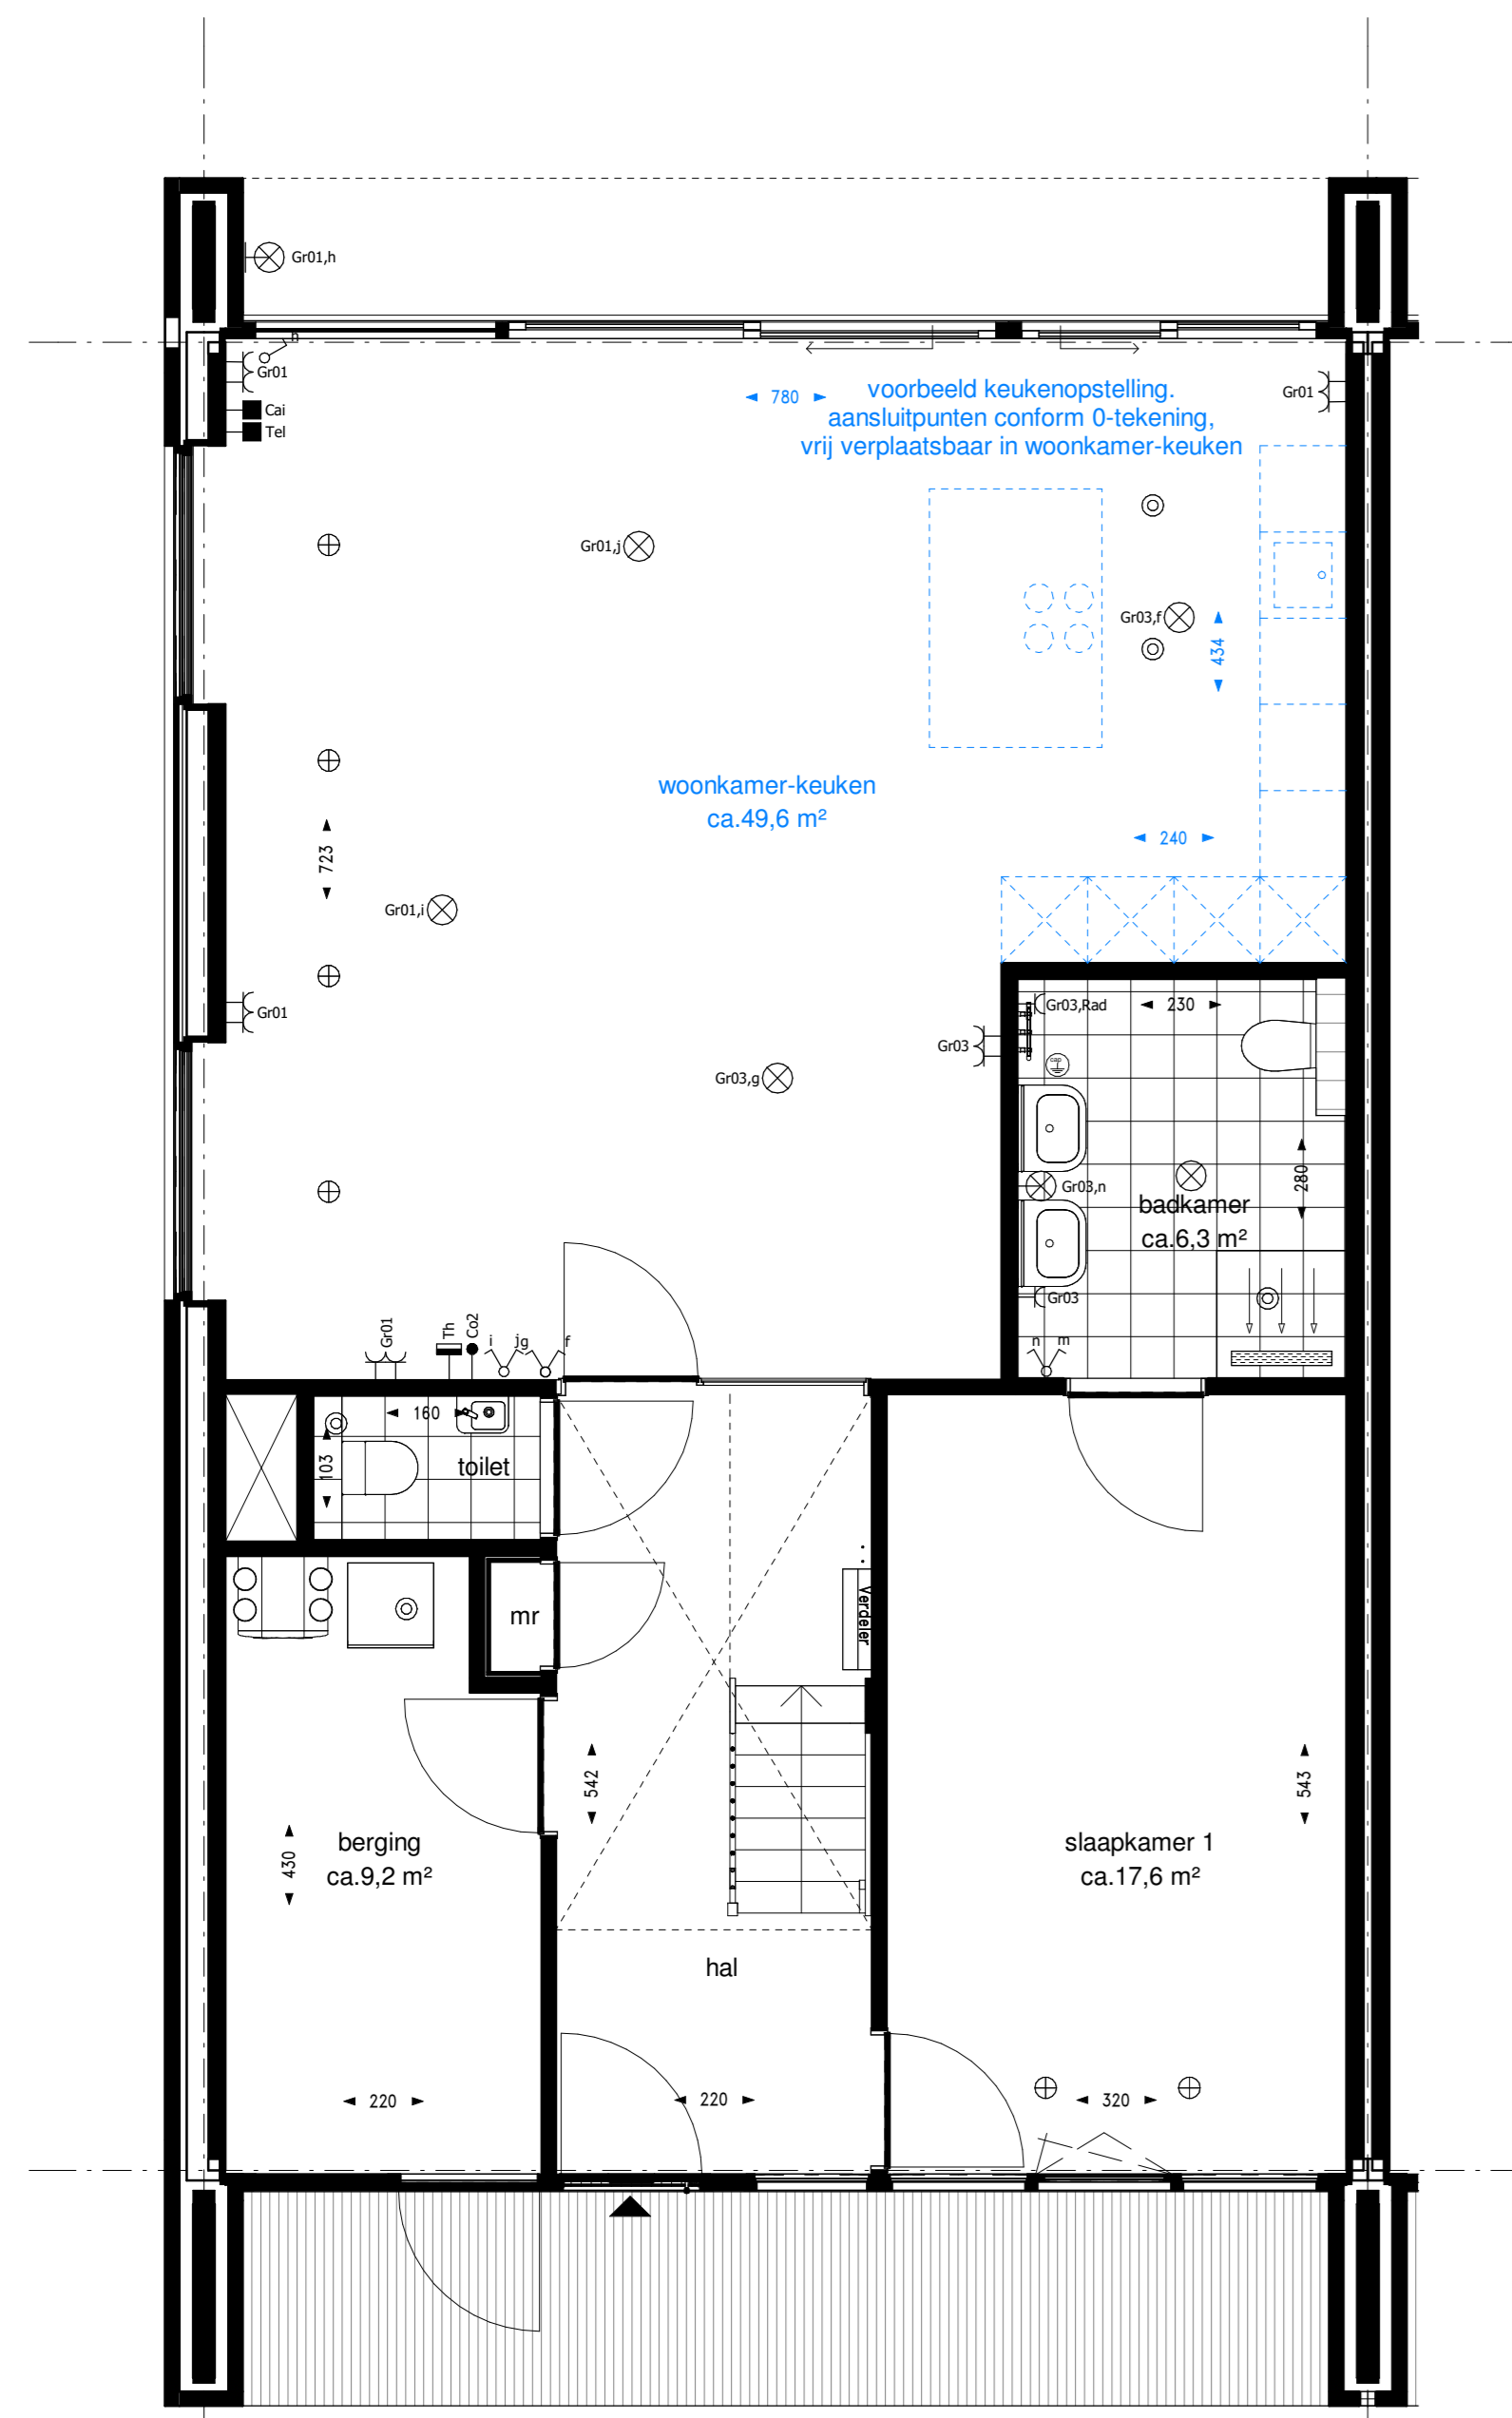 Gr01,h
h
Gr01
Cai
Tel
780
voorbeeld keukenopstelling.
aansluitpunten conform 0-tekening,
vrij verplaatsbaar in woonkamer-keuken
Gr01
Gr01,j
Gr03,f
434
woonkamer-keuken
ca.49,6 m²
723
240
Gr01,i
Gr01
Gr03,Rad
230
Gr03
cap
Gr03,g
280
Gr03,n
badkamer
ca.6,3 m²
Gr03
Gr01
Th
Co2
i
jg
f
n
m
160
103
toilet
mr
Verdeler
542
543
berging
ca.9,2 m²
430
slaapkamer 1
ca.17,6 m²
hal
220
220
320